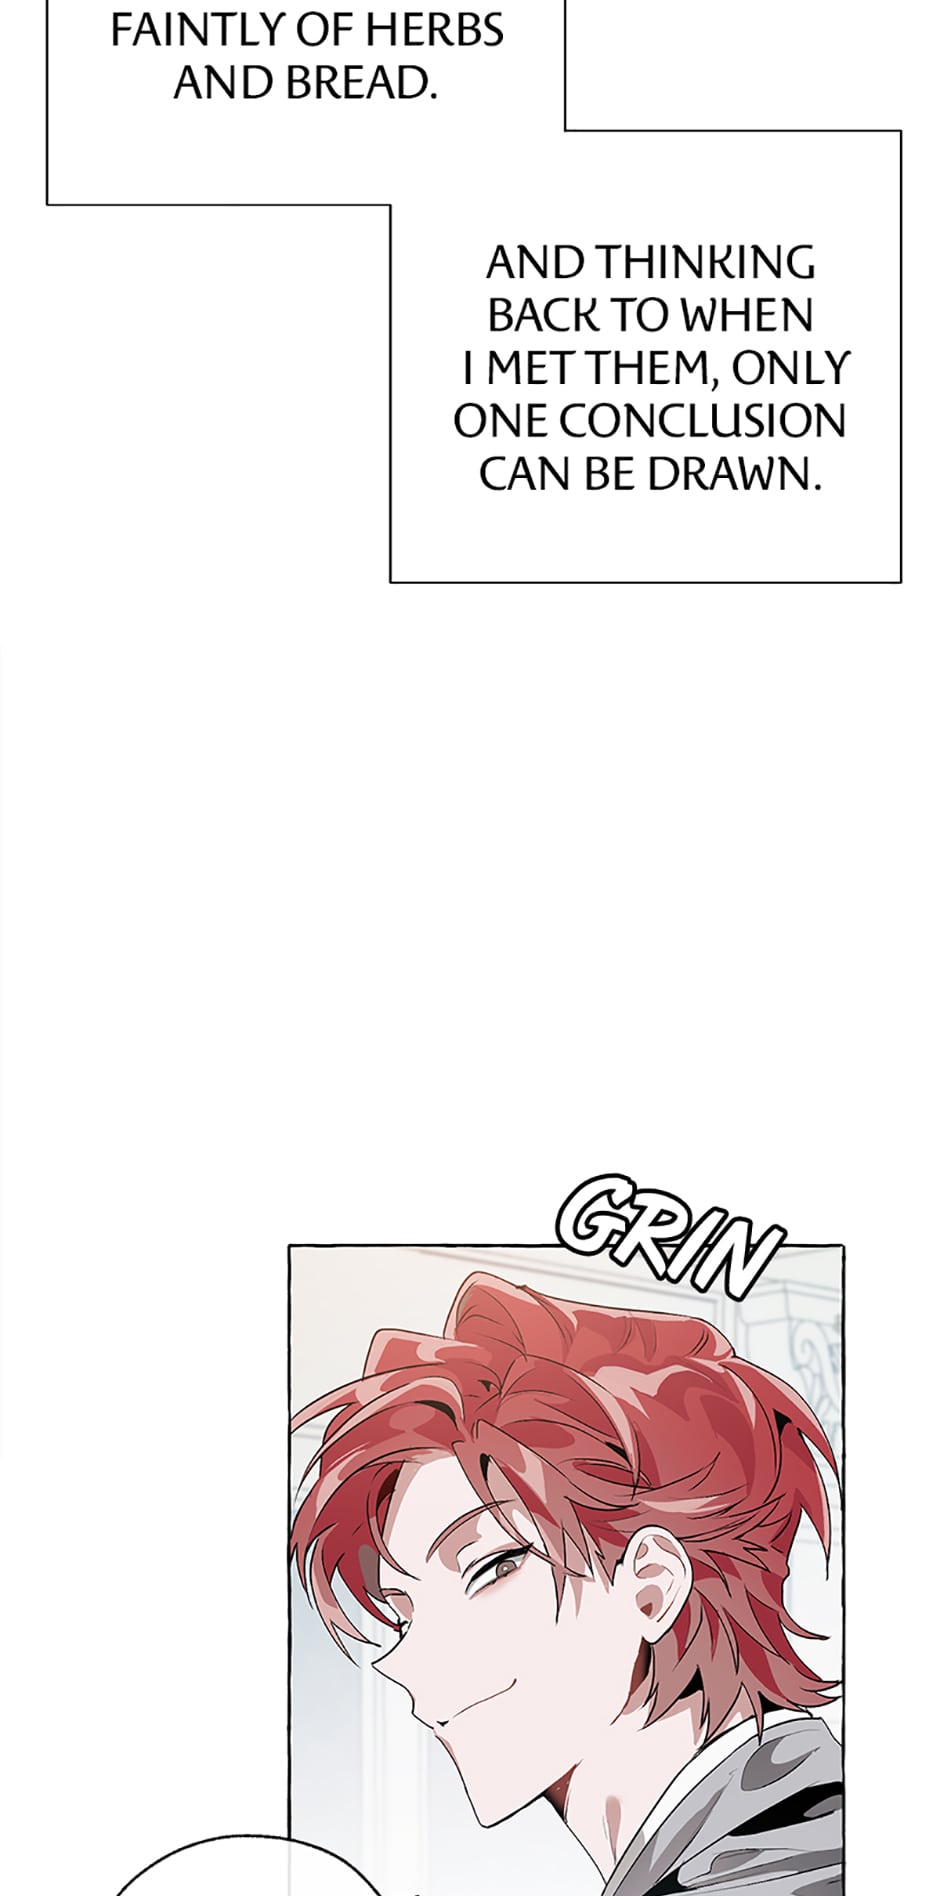 FAINTLY OF HERBS
AND BREAD.
AND THINKING
BACK TO WHEN
I MET THEM, ONLY
ONE CONCLUSION
CAN BE DRAWN.
GRIN